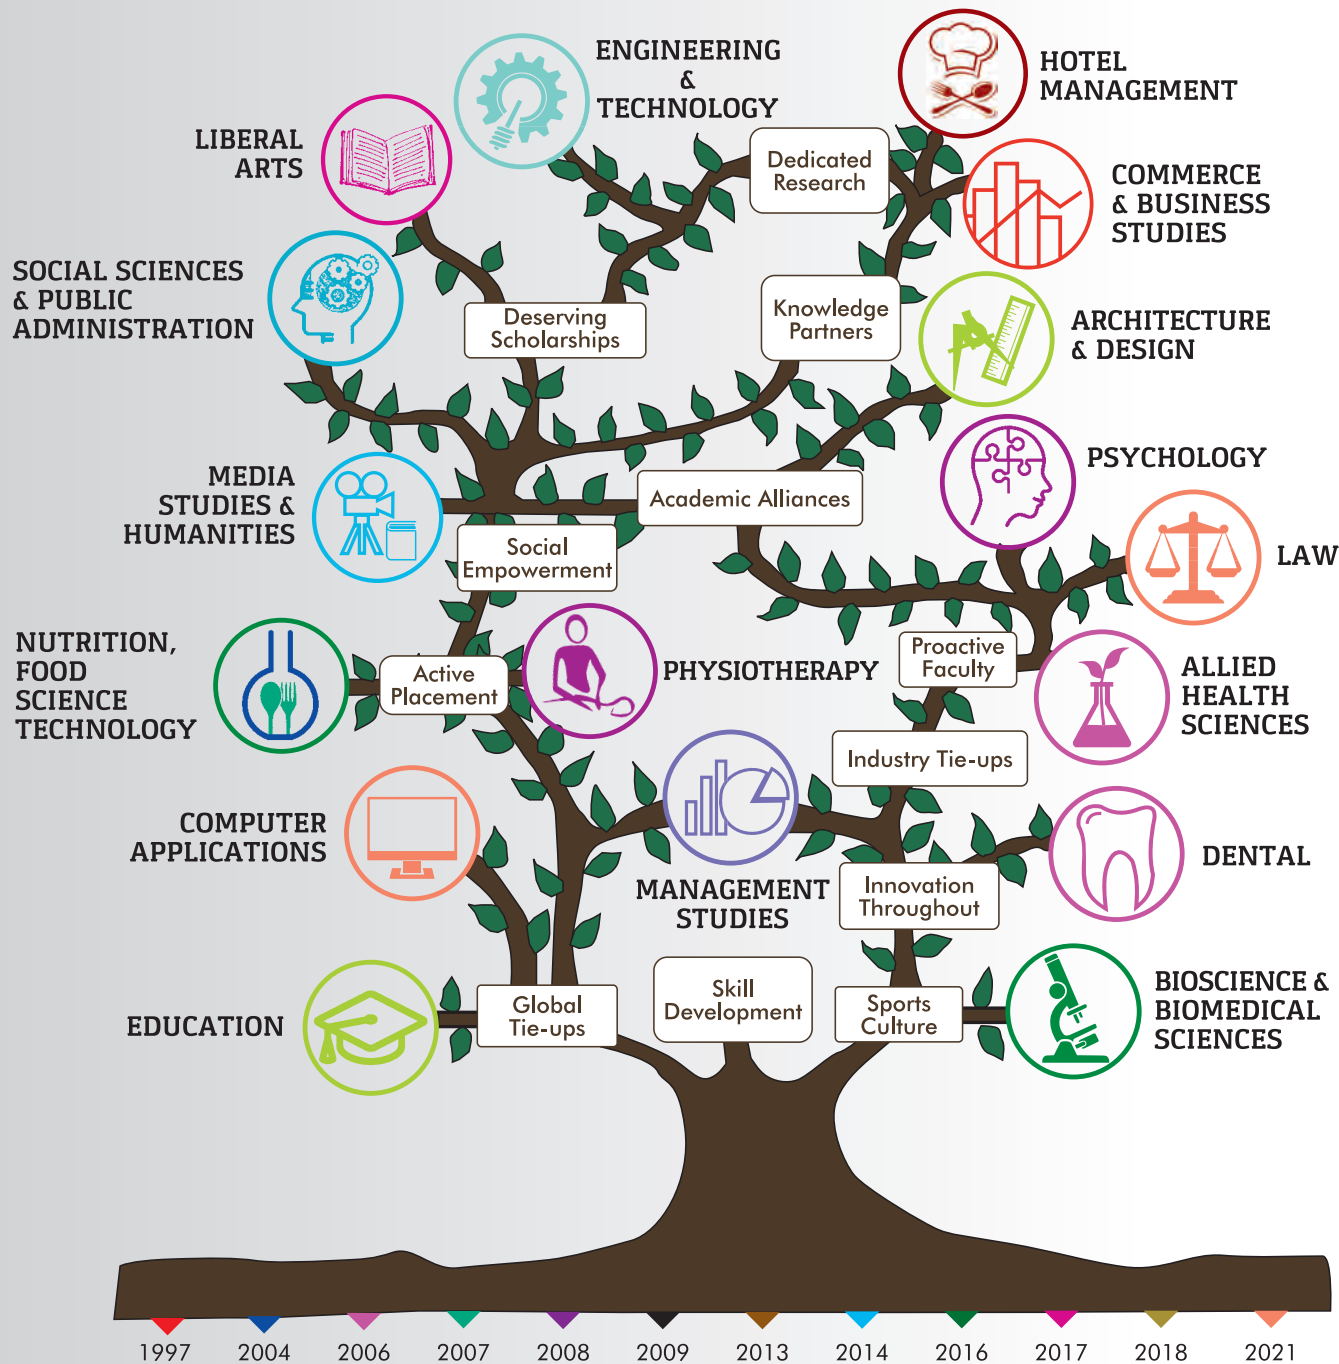 ENGINEERING
&
TECHNOLOGY
HOTEL
MANAGEMENT
LIBERAL
ARTS
Dedicated
Research
COMMERCE
& BUSINESS
STUDIES
SOCIAL SCIENCES
& PUBLIC
ADMINISTRATION
Deserving
Scholarships
Knowledge
Partners
ARCHITECTURE
& DESIGN
MEDIA
STUDIES &
HUMANITIES
Academic Alliances
PSYCHOLOGY
Social
Empowerment
LAW
NUTRITION,
FOOD
SCIENCE
TECHNOLOGY
Active
Placement
PHYSIOTHERAPY
Proactive
Faculty
ALLIED
HEALTH
SCIENCES
Industry Tie-ups
COMPUTER
APPLICATIONS
MANAGEMENT
STUDIES
Innovation
Throughout
DENTAL
EDUCATION
Global
Tie-ups
Skill
Development
Sports
Culture
BIOSCIENCE &
BIOMEDICAL
SCIENCES
1997 2004 2006 2007 2008 2009 2013 2014 2016 2017 2018 2021